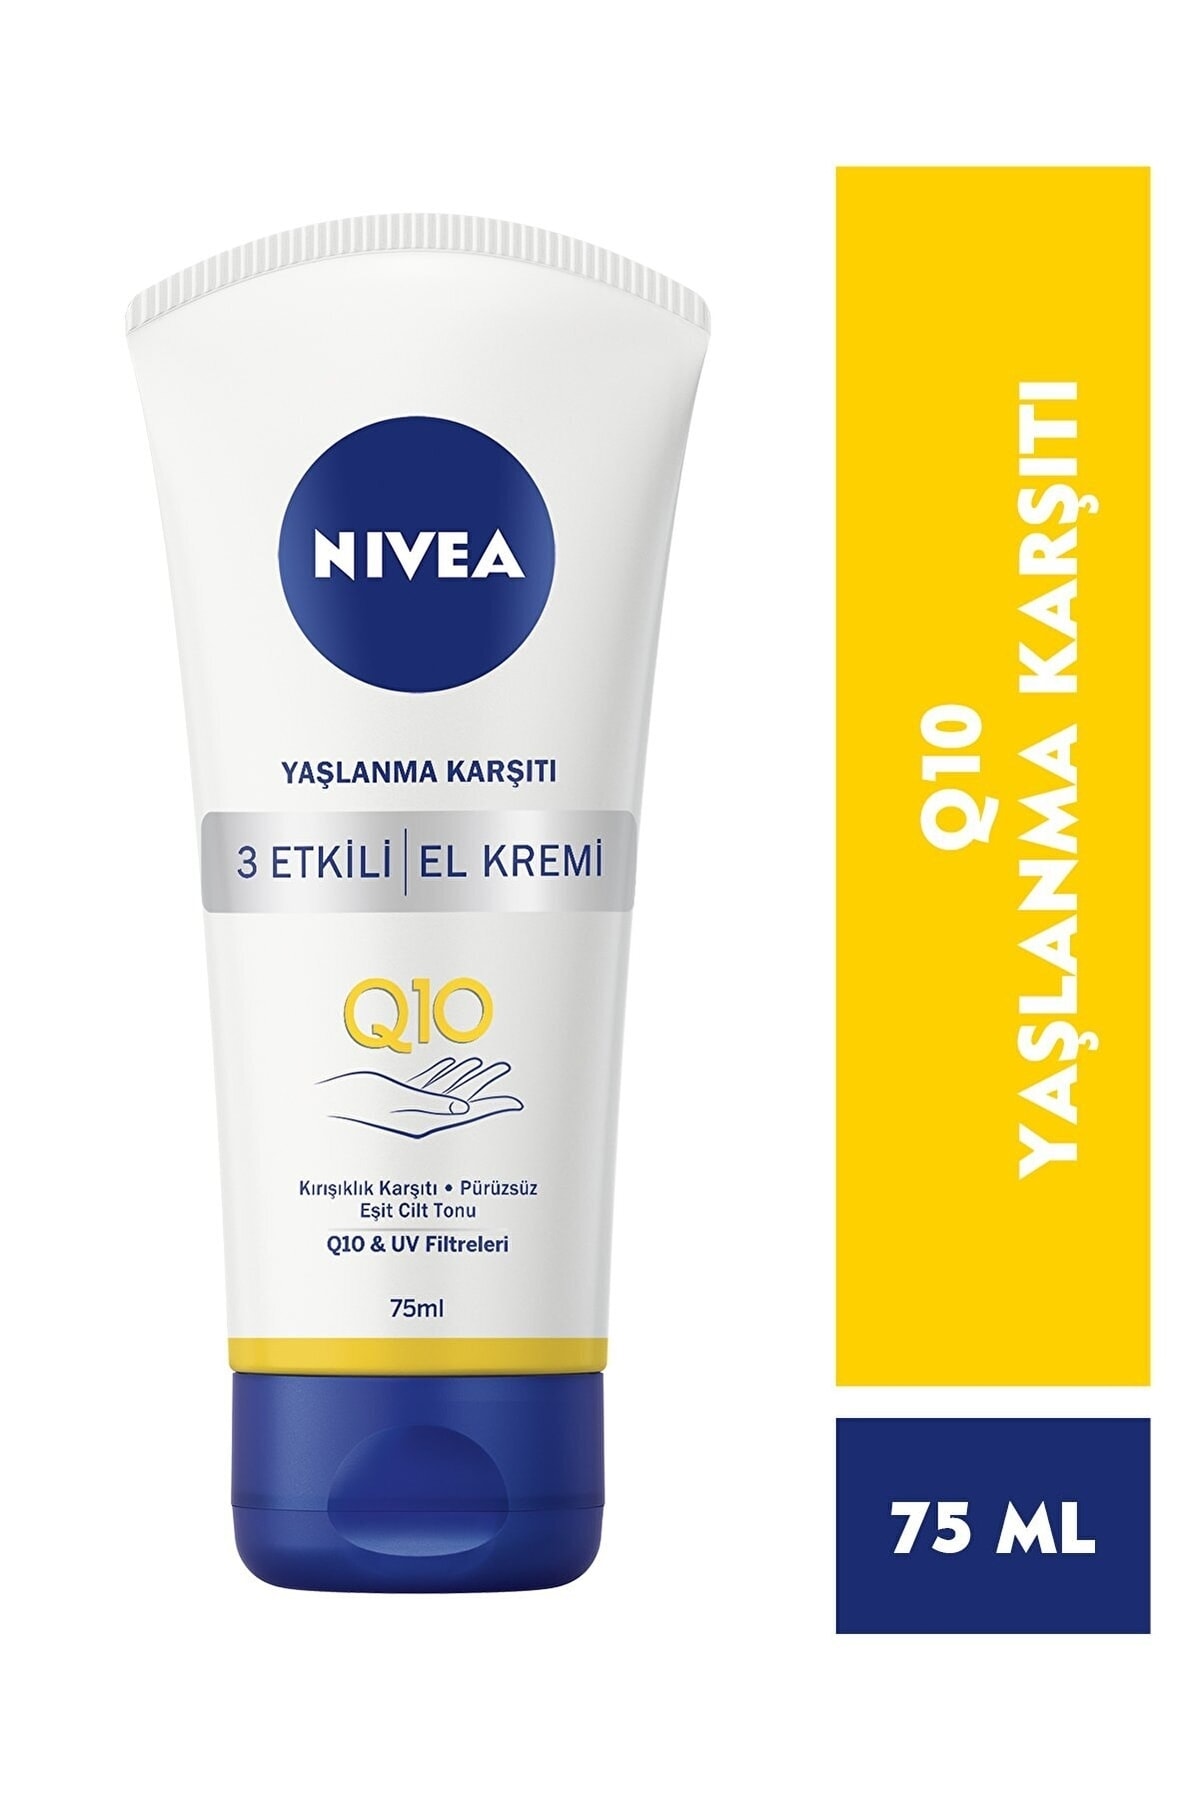 NIVEA
YAŞLANMA KARŞITI
3 ETKİLİ EL KREMİ
Q10
Kırışıklık Karşıtı • Pürüzsüz
Eşit Cilt Tonu
Q10 & UV Filtreleri
75ml
Q10
YAŞLANMA KARŞITI
75 ML